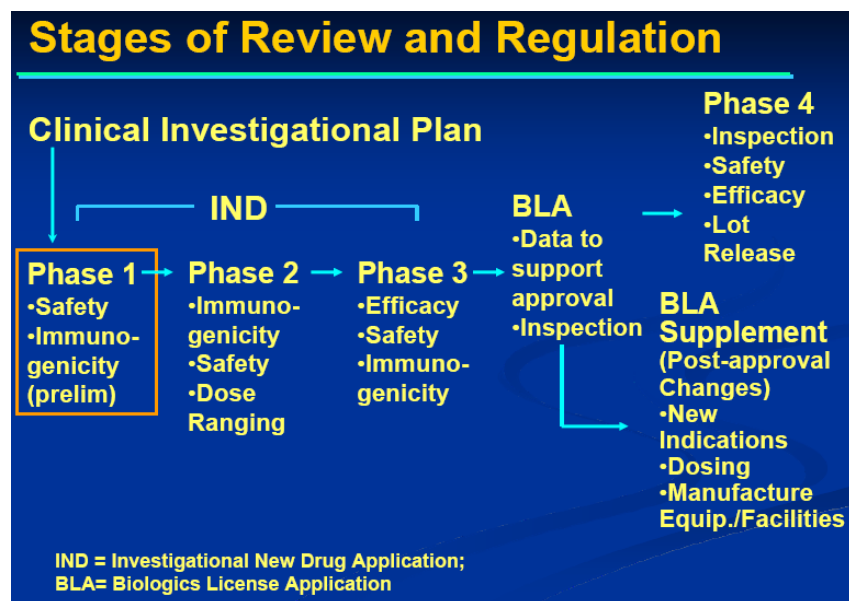 Stages of Review and Regulation
Clinical Investigational Plan
IND
Phase 1
•Safety
•Immuno-
genicity
(prelim)
Phase 2
•Immuno-
genicity
•Safety
•Dose
Ranging
Phase 3
•Efficacy
•Safety
•Immuno-
genicity
BLA
•Data to
support
approval
•Inspection
Phase 4
•Inspection
•Safety
•Efficacy
•Lot
Release
BLA
Supplement
(Post-approval
Changes)
•New
Indications
•Dosing
•Manufacture
Equip./Facilities
IND = Investigational New Drug Application;
BLA= Biologics License Application